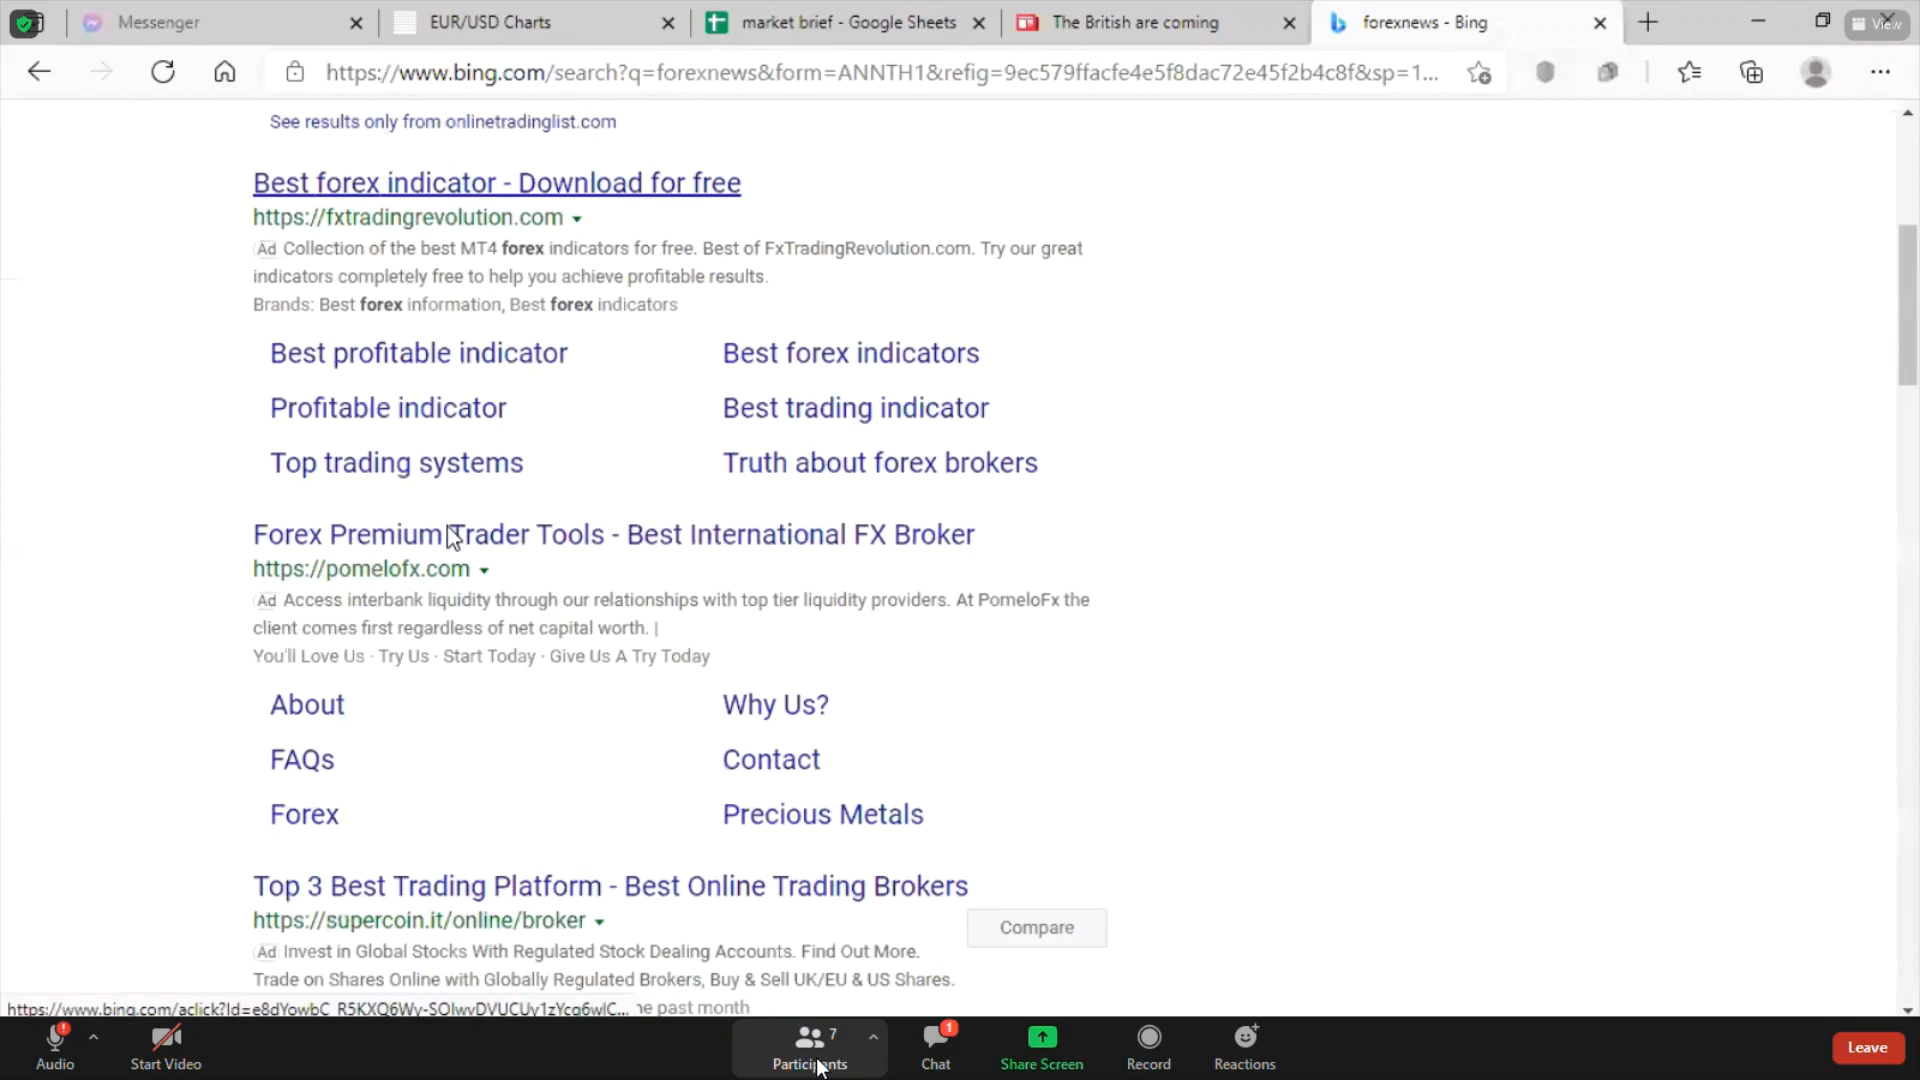 Messenger
EUR/USD Charts
market brief - Google Sheets
The British are coming
forexnews - Bing
View
https://www.bing.com/search?q=forexnews&form=ANNTH1&refig=9ec579ffacfe4e5f8dac72e45f2b4c8f&sp=1...
See results only from onlinetradinglist.com
Best forex indicator - Download for free
https://fxtradingrevolution.com
Ad Collection of the best MT4 forex indicators for free. Best of FxTradingRevolution.com. Try our great
indicators completely free to help you achieve profitable results.
Brands: Best forex information, Best forex indicators
Best profitable indicator
Best forex indicators
Profitable indicator
Best trading indicator
Top trading systems
Truth about forex brokers
Forex Premium Trader Tools - Best International FX Broker
https://pomelofx.com
Ad Access interbank liquidity through our relationships with top tier liquidity providers. At PomeloFx the
client comes first regardless of net capital worth. |
You'll Love Us · Try Us · Start Today · Give Us A Try Today
About
Why Us?
FAQs
Contact
Forex
Precious Metals
Top 3 Best Trading Platform - Best Online Trading Brokers
https://supercoin.it/online/broker
Compare
Ad Invest in Global Stocks With Regulated Stock Dealing Accounts. Find Out More.
Trade on Shares Online with Globally Regulated Brokers, Buy & Sell UK/EU & US Shares.
past month
7
1
Audio
Start Video
Participants
Chat
Share Screen
Record
Reactions
Leave